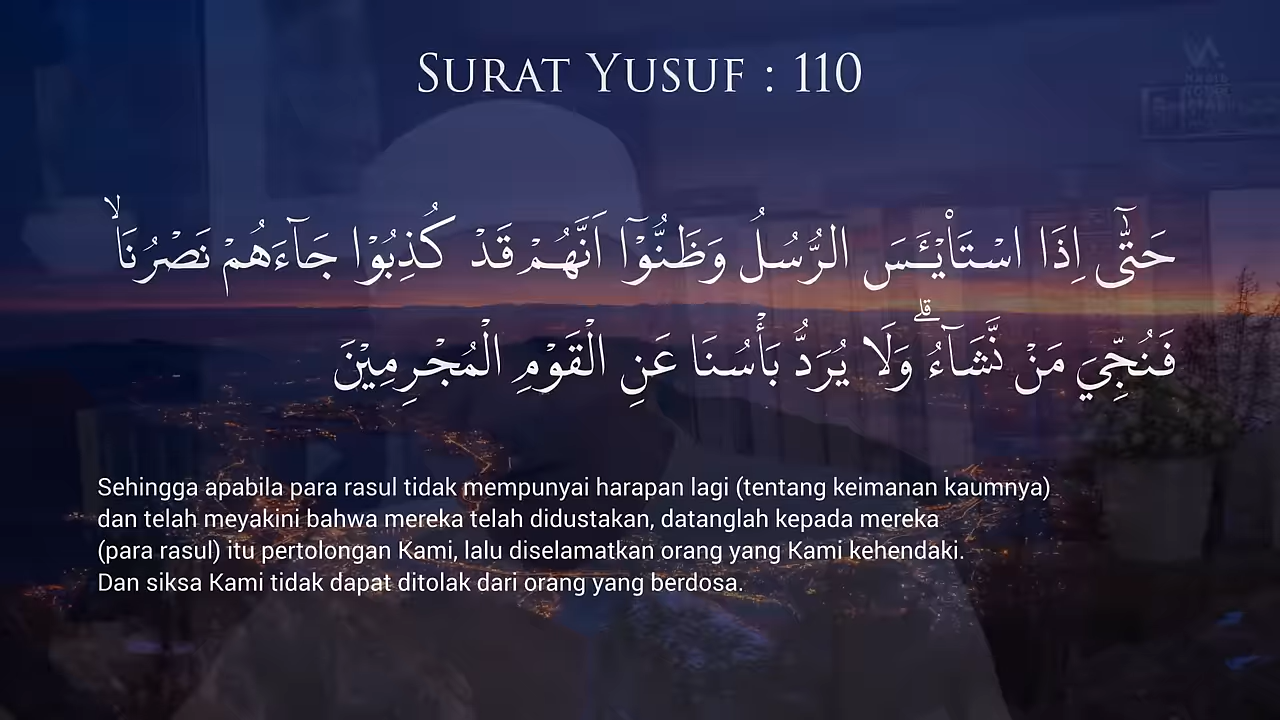 SURAT YUSUF : 110
حَتّٰٓى اِذَا اسْتَا۟يْـَٔسَ الرُّسُلُ وَظَنُّوْٓا اَنَّهُمْ قَدْ كُذِبُوْا جَاۤءَهُمْ نَصْرُنَاۙ
فَنُجِّيَ مَنْ نَّشَاۤءُۗ وَلَا يُرَدُّ بَأْسُنَا عَنِ الْقَوْمِ الْمُجْرِمِيْنَ
Sehingga apabila para rasul tidak mempunyai harapan lagi (tentang keimanan kaumnya)
dan telah meyakini bahwa mereka telah didustakan, datanglah kepada mereka
(para rasul) itu pertolongan Kami, lalu diselamatkan orang yang Kami kehendaki.
Dan siksa Kami tidak dapat ditolak dari orang yang berdosa.